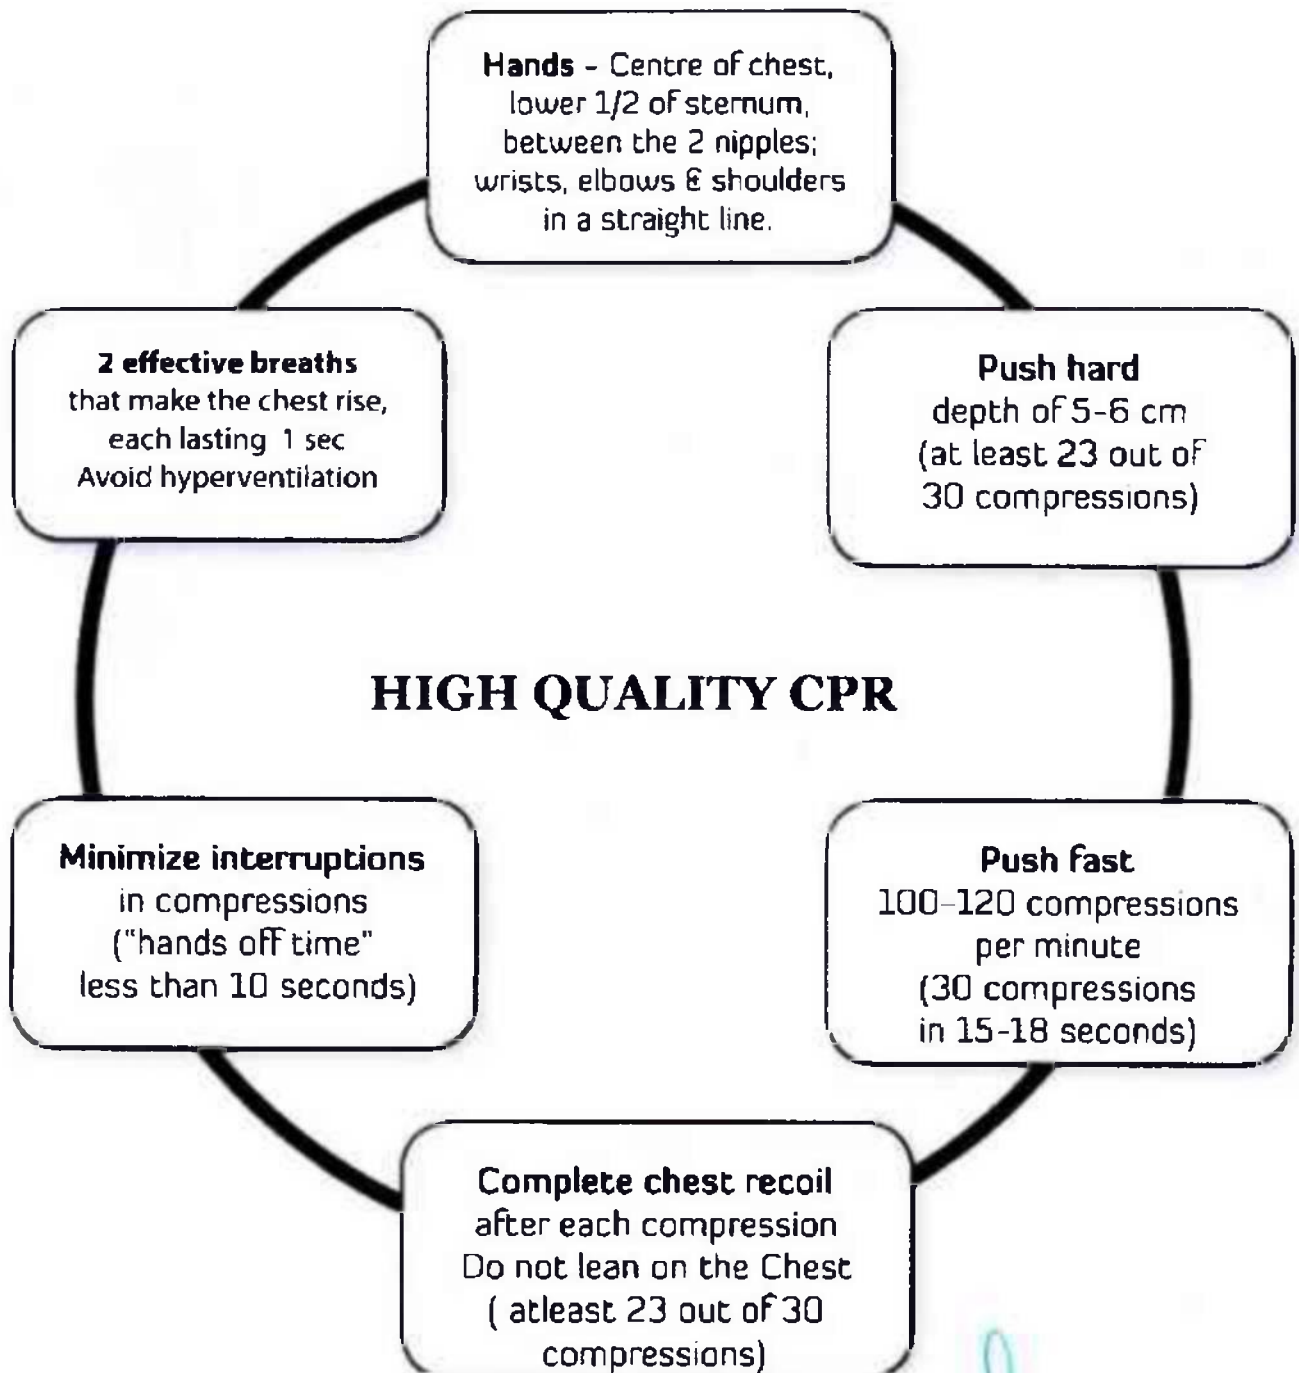 Hands - Centre of chest,
lower 1/2 of sternum,
between the 2 nipples;
wrists, elbows & shoulders
in a straight line.
Push hard
depth of 5-6 cm
(at least 23 out of
30 compressions)
Push fast
100-120 compressions
per minute
(30 compressions
in 15-18 seconds)
Complete chest recoil
after each compression
Do not lean on the Chest
( atleast 23 out of 30
compressions)
Minimize interruptions
in compressions
("hands off time"
less than 10 seconds)
2 effective breaths
that make the chest rise,
each lasting 1 sec
Avoid hyperventilation
HIGH QUALITY CPR